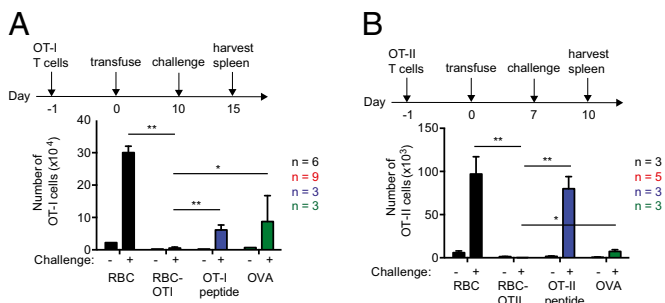 A
OT-I
T cells
transfuse
challenge
harvest
spleen
Day
-1
0
10
15
Number of
OT-I cells (x10⁴)
40
30
20
10
0
**
*
**
n = 6
n = 9
n = 3
n = 3
Challenge: - + - + - + - +
RBC
RBC-
OTI
OT-I
peptide
OVA
B
OT-II
T cells
transfuse
challenge
harvest
spleen
Day
-1
0
7
10
Number of
OT-II cells (x10³)
150
100
50
0
**
**
*
n = 3
n = 5
n = 3
n = 3
Challenge: - + - + - + - +
RBC
RBC-
OTII
OT-II
peptide
OVA